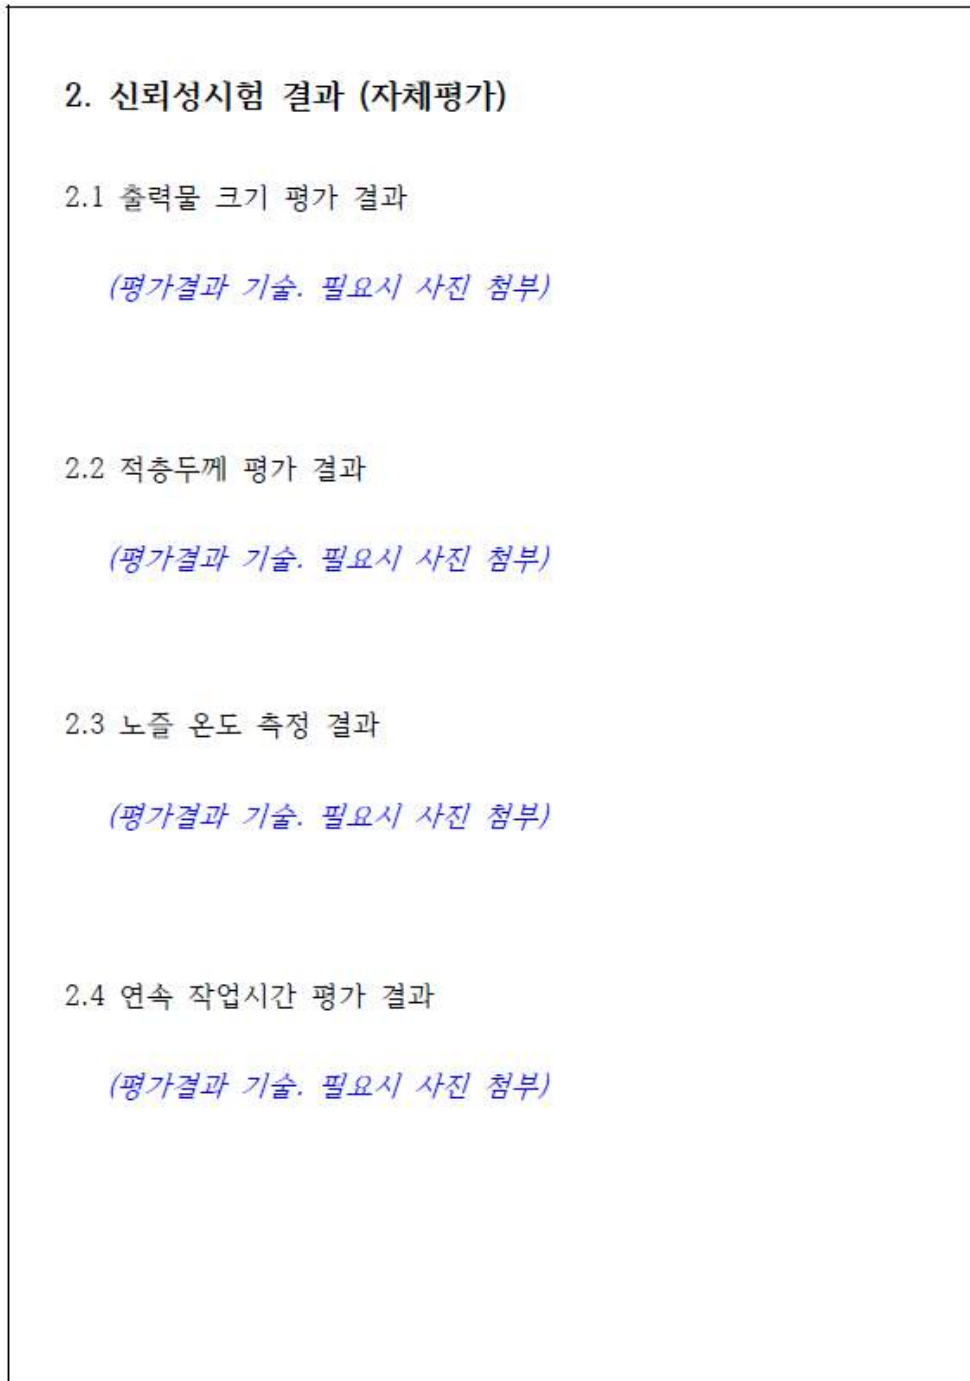 2. 신뢰성시험 결과 (자체평가)
2.1 출력물 크기 평가 결과
(평가결과 기술. 필요시 사진 첨부)
2.2 적층두께 평가 결과
(평가결과 기술. 필요시 사진 첨부)
2.3 노즐 온도 측정 결과
(평가결과 기술. 필요시 사진 첨부)
2.4 연속 작업시간 평가 결과
(평가결과 기술. 필요시 사진 첨부)